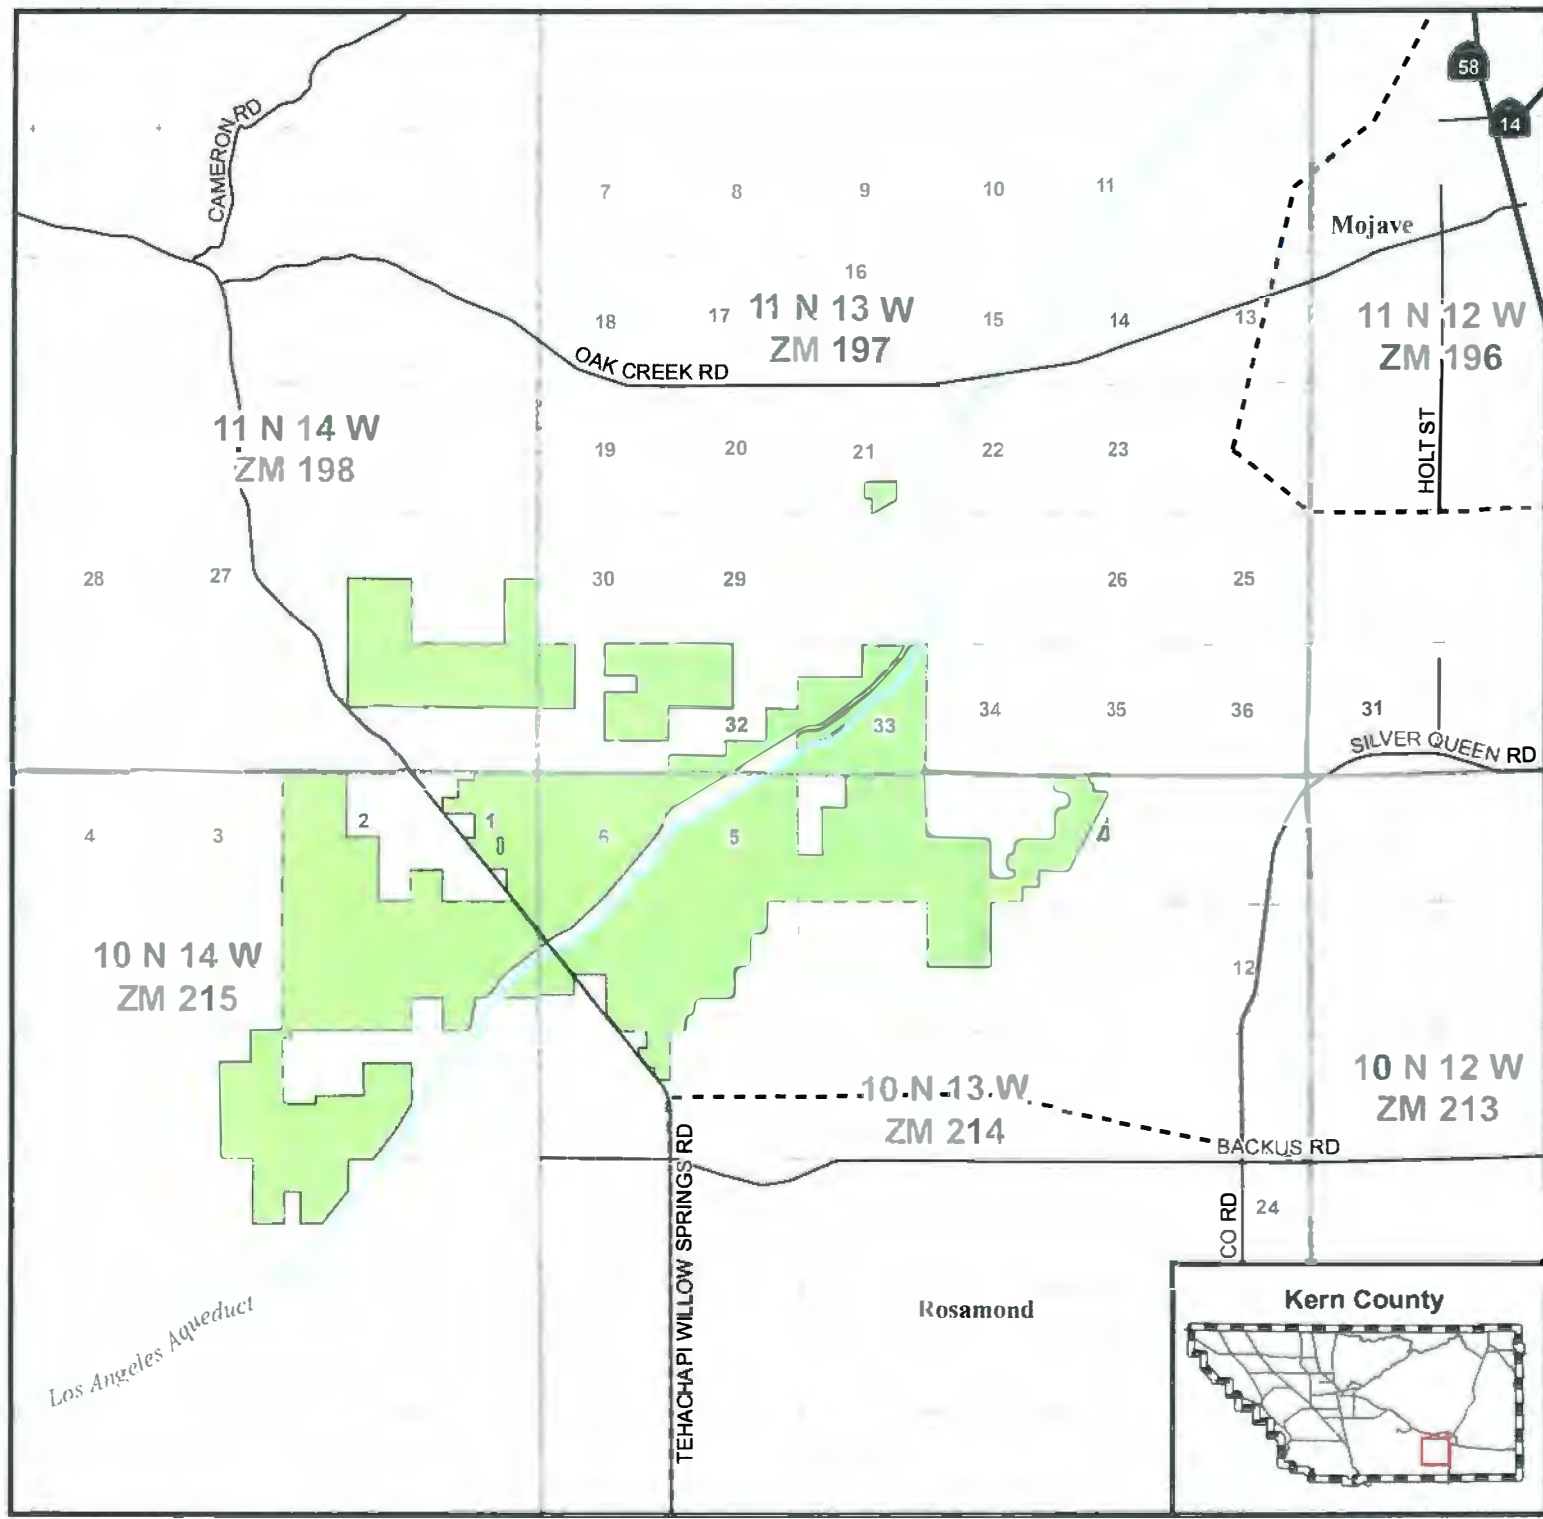 58
14
CAMERON RD
7
8
9
10
11
Mojave
16
18
17
11 N 13 W
ZM 197
15
14
13
11 N 12 W
ZM 196
OAK CREEK RD
11 N 14 W
ZM 198
19
20
21
22
23
HOLT ST
28
27
30
29
26
25
32
33
34
35
36
31
SILVER QUEEN RD
4
3
2
1
6
5
10 N 14 W
ZM 215
12
10 N 13 W
ZM 214
10 N 12 W
ZM 213
BACKUS RD
TEHACHAPI WILLOW SPRINGS RD
CO RD
24
Los Angeles Aqueduct
Rosamond
Kern County